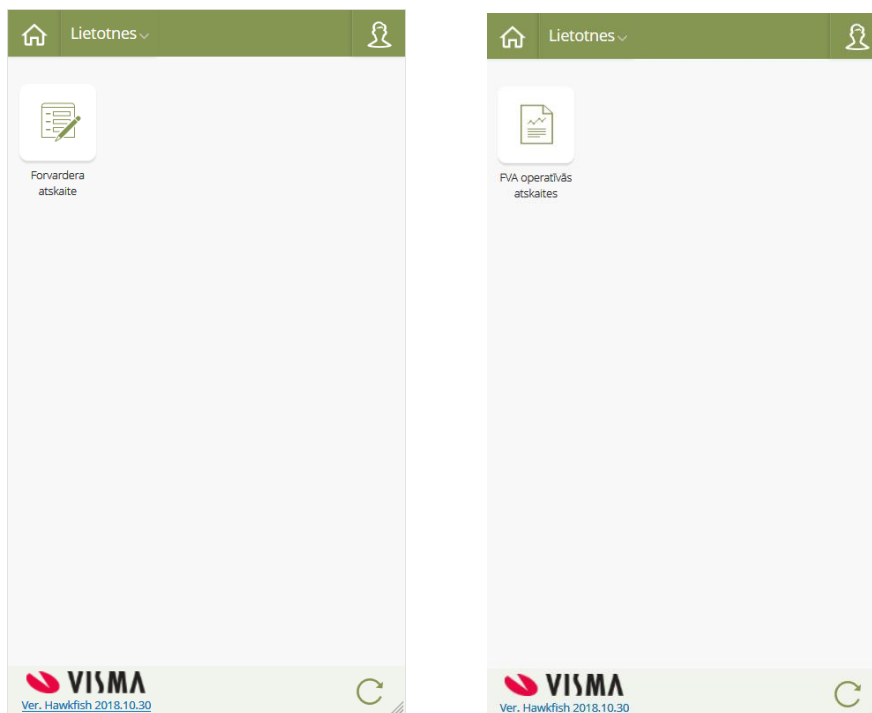 Lietotnes
Forvardera
atskaite
VISMA
Ver. Hawkfish 2018.10.30
Lietotnes
FVA operatīvās
atskaites
VISMA
Ver. Hawkfish 2018.10.30